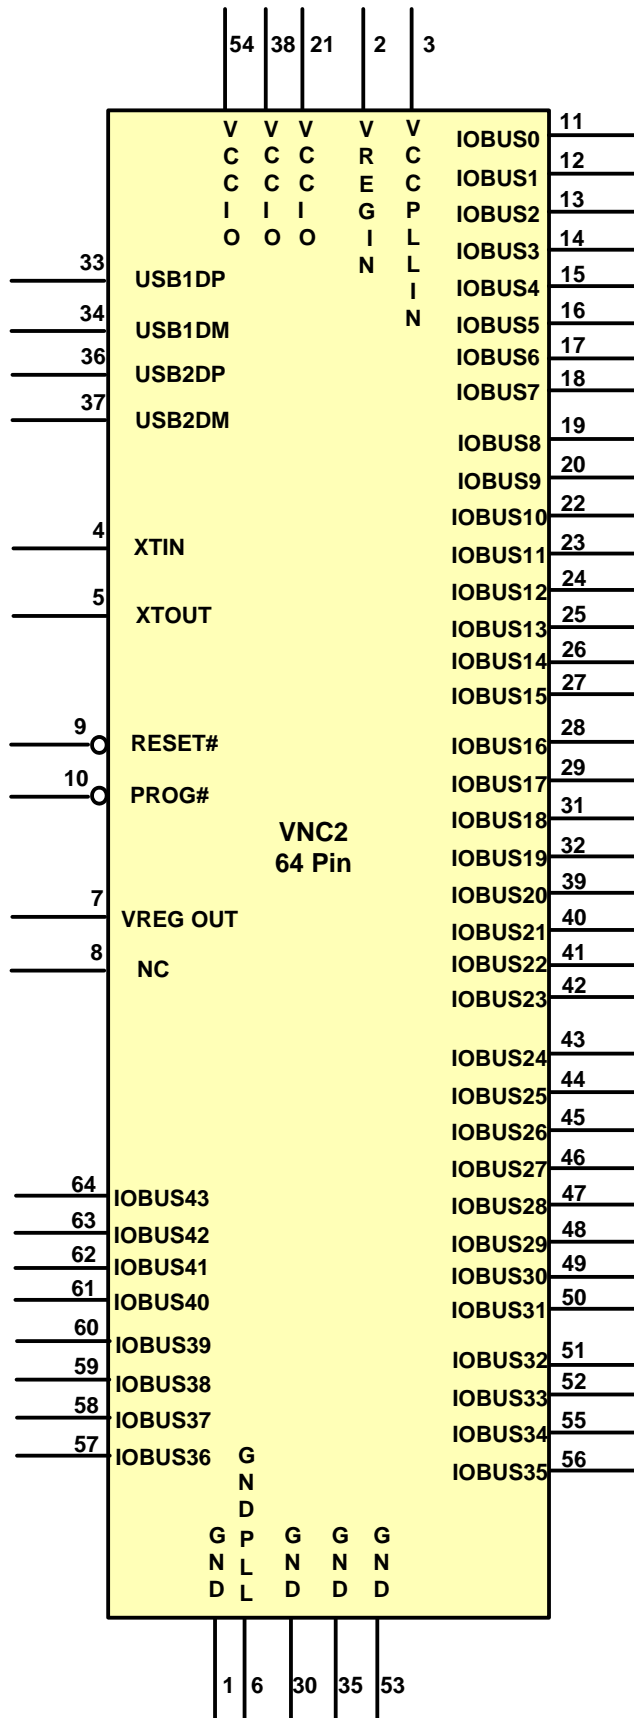 54 38 21 2 3
VCCIO VCCIO VCCIO VREGIN VCCPLLIN
33 USB1DP
34 USB1DM
36 USB2DP
37 USB2DM
4 XTIN
5 XTOUT
9 RESET#
10 PROG#
VNC2
64 Pin
7 VREG OUT
8 NC
64 IOBUS43
63 IOBUS42
62 IOBUS41
61 IOBUS40
60 IOBUS39
59 IOBUS38
58 IOBUS37
57 IOBUS36
IOBUS0 11
IOBUS1 12
IOBUS2 13
IOBUS3 14
IOBUS4 15
IOBUS5 16
IOBUS6 17
IOBUS7 18
IOBUS8 19
IOBUS9 20
IOBUS10 22
IOBUS11 23
IOBUS12 24
IOBUS13 25
IOBUS14 26
IOBUS15 27
IOBUS16 28
IOBUS17 29
IOBUS18 31
IOBUS19 32
IOBUS20 39
IOBUS21 40
IOBUS22 41
IOBUS23 42
IOBUS24 43
IOBUS25 44
IOBUS26 45
IOBUS27 46
IOBUS28 47
IOBUS29 48
IOBUS30 49
IOBUS31 50
IOBUS32 51
IOBUS33 52
IOBUS34 55
IOBUS35 56
GND GNDPLL GND GND GND
1 6 30 35 53